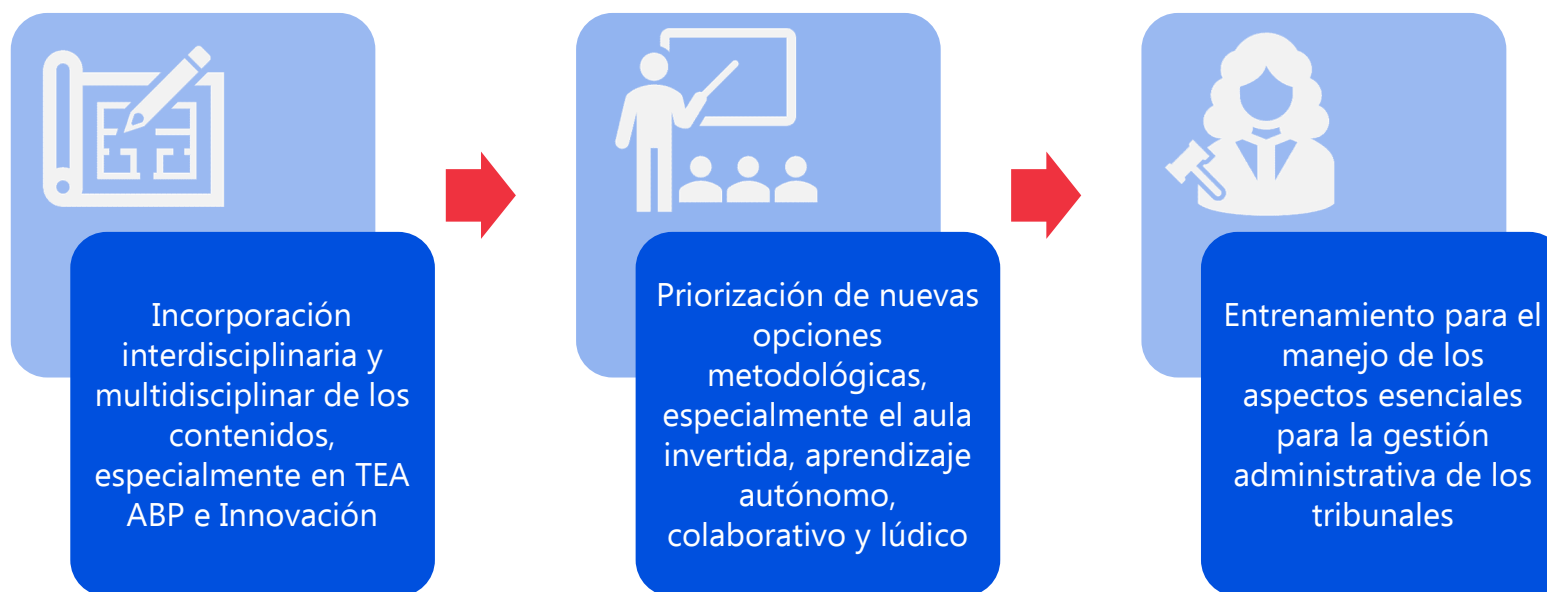 Incorporación
interdisciplinaria y
multidisciplinar de los
contenidos,
especialmente en TEA
ABP e Innovación
Priorización de nuevas
opciones
metodológicas,
especialmente el aula
invertida, aprendizaje
autónomo,
colaborativo y lúdico
Entrenamiento para el
manejo de los
aspectos esenciales
para la gestión
administrativa de los
tribunales